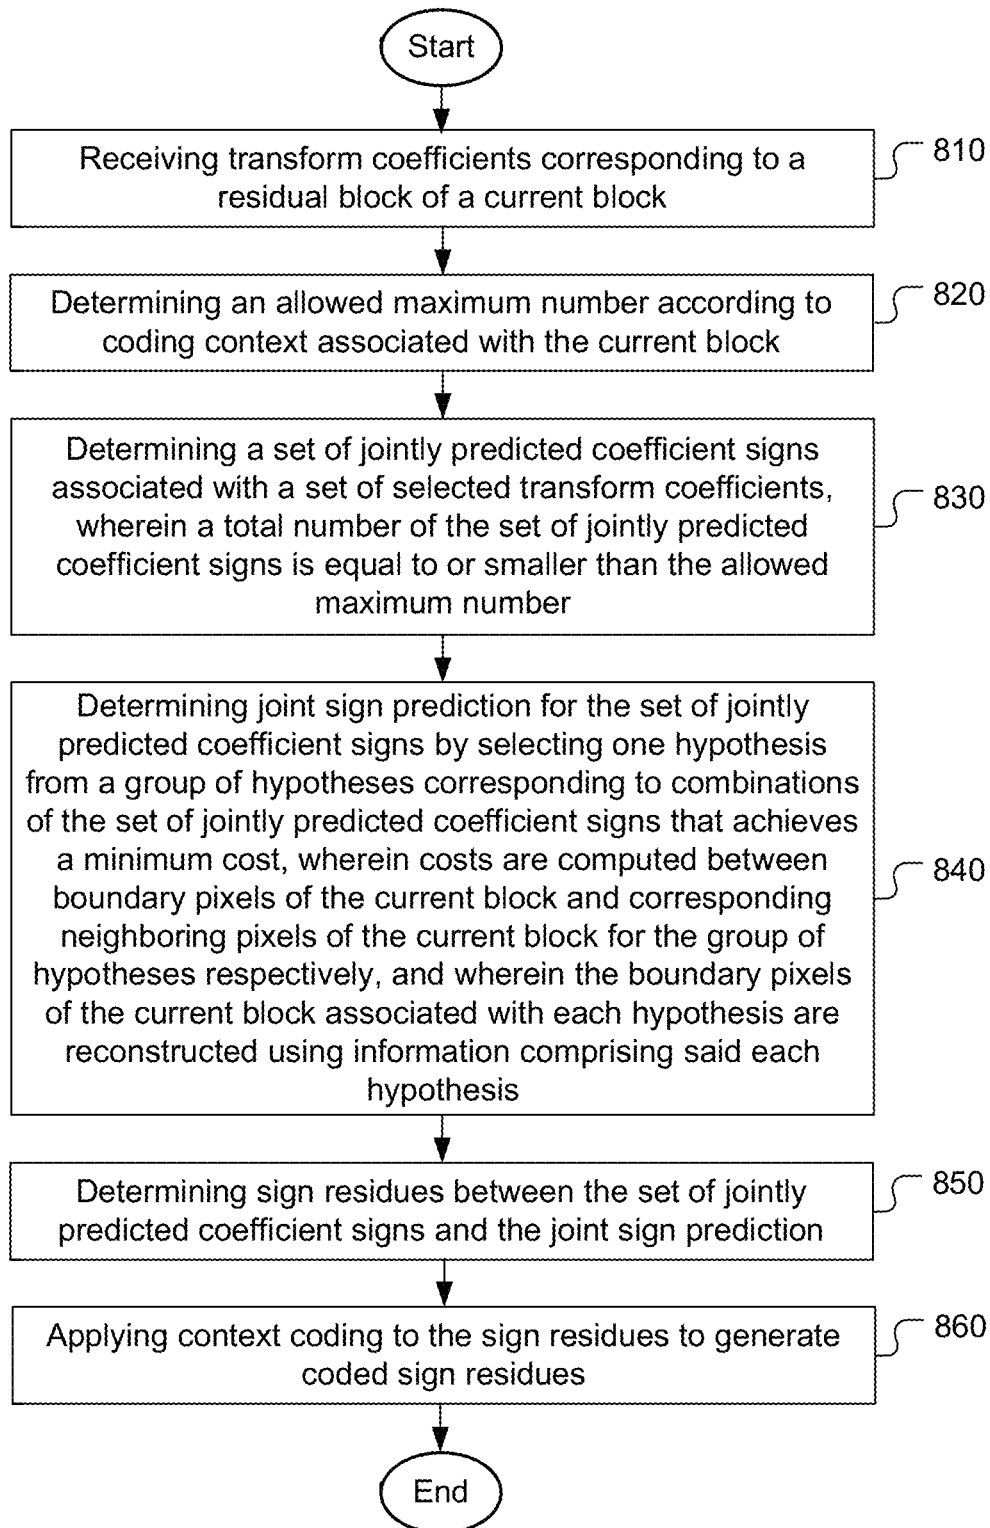 Start
Receiving transform coefficients corresponding to a
residual block of a current block
810
Determining an allowed maximum number according to
coding context associated with the current block
820
Determining a set of jointly predicted coefficient signs
associated with a set of selected transform coefficients,
wherein a total number of the set of jointly predicted
coefficient signs is equal to or smaller than the allowed
maximum number
830
Determining joint sign prediction for the set of jointly
predicted coefficient signs by selecting one hypothesis
from a group of hypotheses corresponding to combinations
of the set of jointly predicted coefficient signs that achieves
a minimum cost, wherein costs are computed between
boundary pixels of the current block and corresponding
neighboring pixels of the current block for the group of
hypotheses respectively, and wherein the boundary pixels
of the current block associated with each hypothesis are
reconstructed using information comprising said each
hypothesis
840
Determining sign residues between the set of jointly
predicted coefficient signs and the joint sign prediction
850
Applying context coding to the sign residues to generate
coded sign residues
860
End